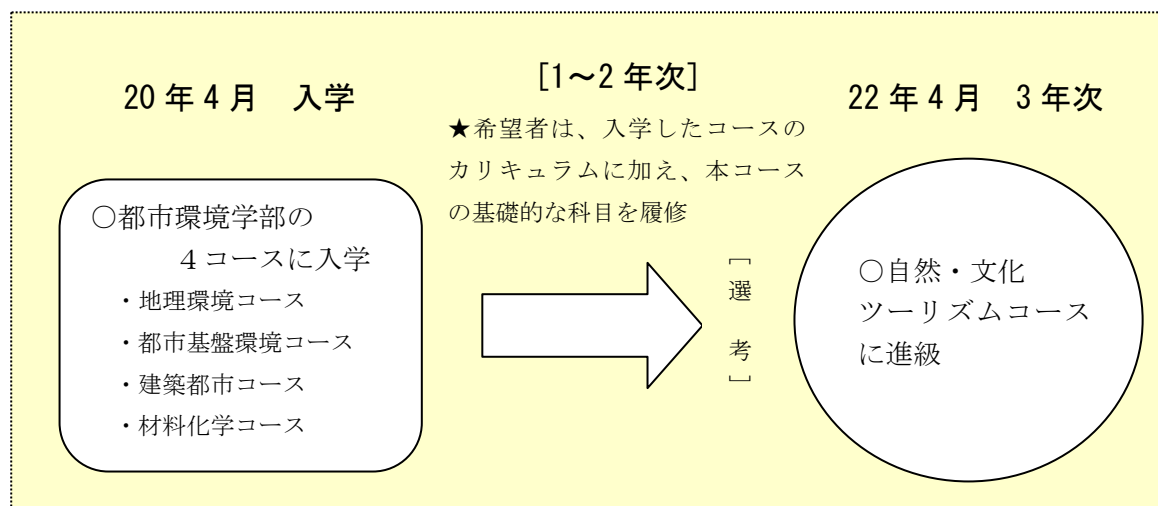 20年4月　入学
○都市環境学部の
４コースに入学
・地理環境コース
・都市基盤環境コース
・建築都市コース
・材料化学コース
[1～2年次]
★希望者は、入学したコースの
カリキュラムに加え、本コース
の基礎的な科目を履修
［選　考］
22年4月　3年次
○自然・文化
ツーリズムコース
に進級